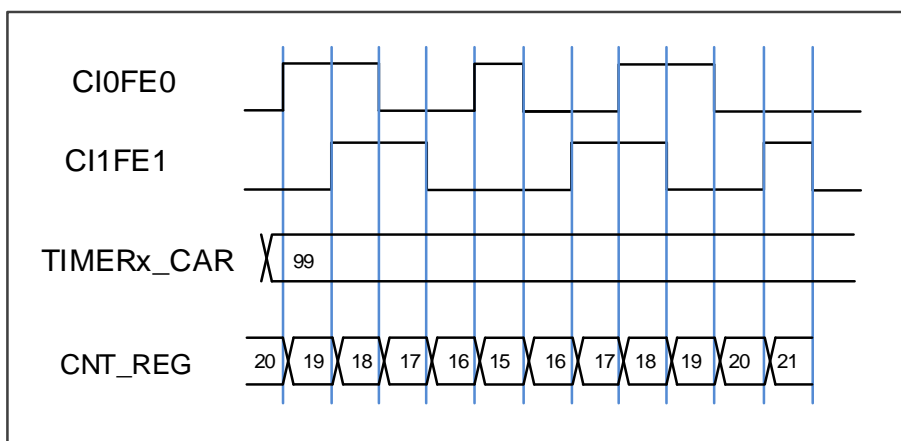 CI0FE0
CI1FE1
TIMERx_CAR 99
CNT_REG 20 19 18 17 16 15 16 17 18 19 20 21